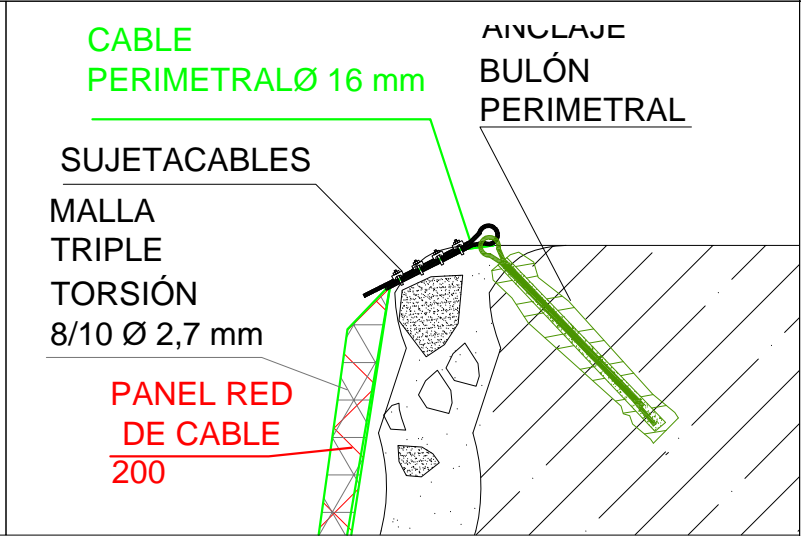 CABLE
PERIMETRALØ 16 mm
ANCLAJE
BULÓN
PERIMETRAL
SUJETACABLES
MALLA
TRIPLE
TORSIÓN
8/10 Ø 2,7 mm
PANEL RED
DE CABLE
200